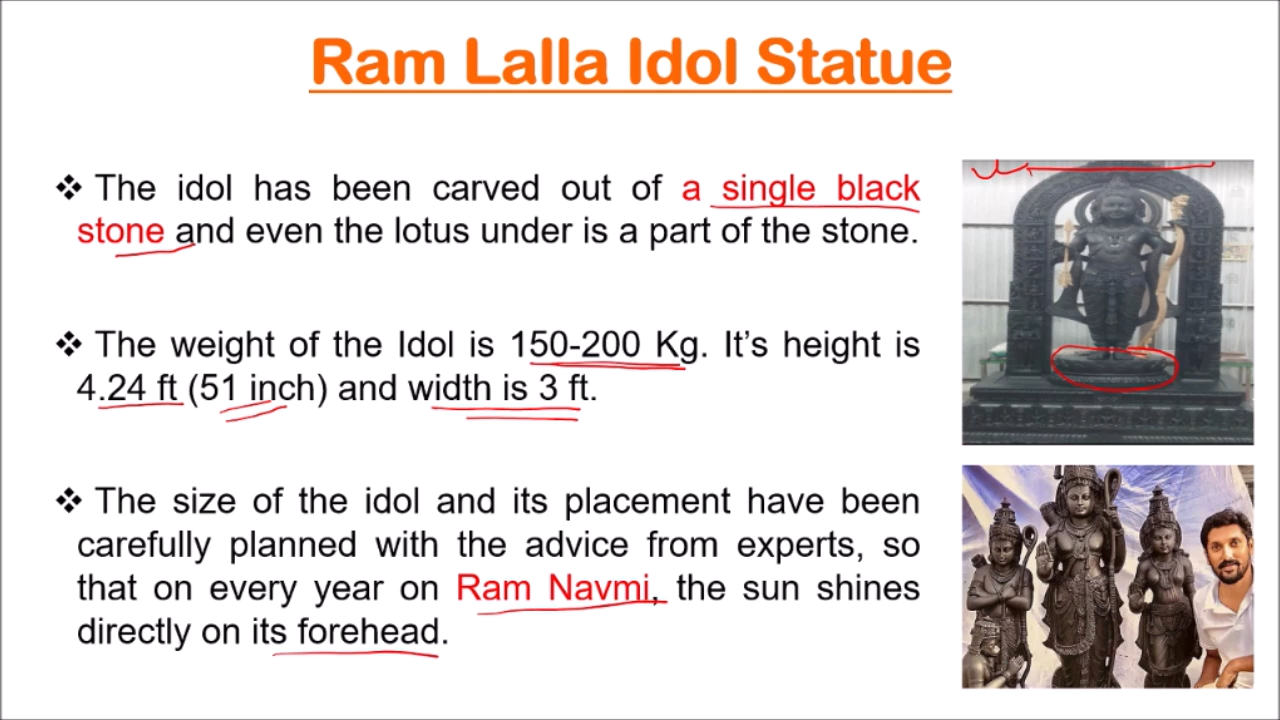 Ram Lalla Idol Statue
❖ The idol has been carved out of a single black
stone and even the lotus under is a part of the stone.
❖ The weight of the Idol is 150-200 Kg. It’s height is
4.24 ft (51 inch) and width is 3 ft.
❖ The size of the idol and its placement have been
carefully planned with the advice from experts, so
that on every year on Ram Navmi, the sun shines
directly on its forehead.